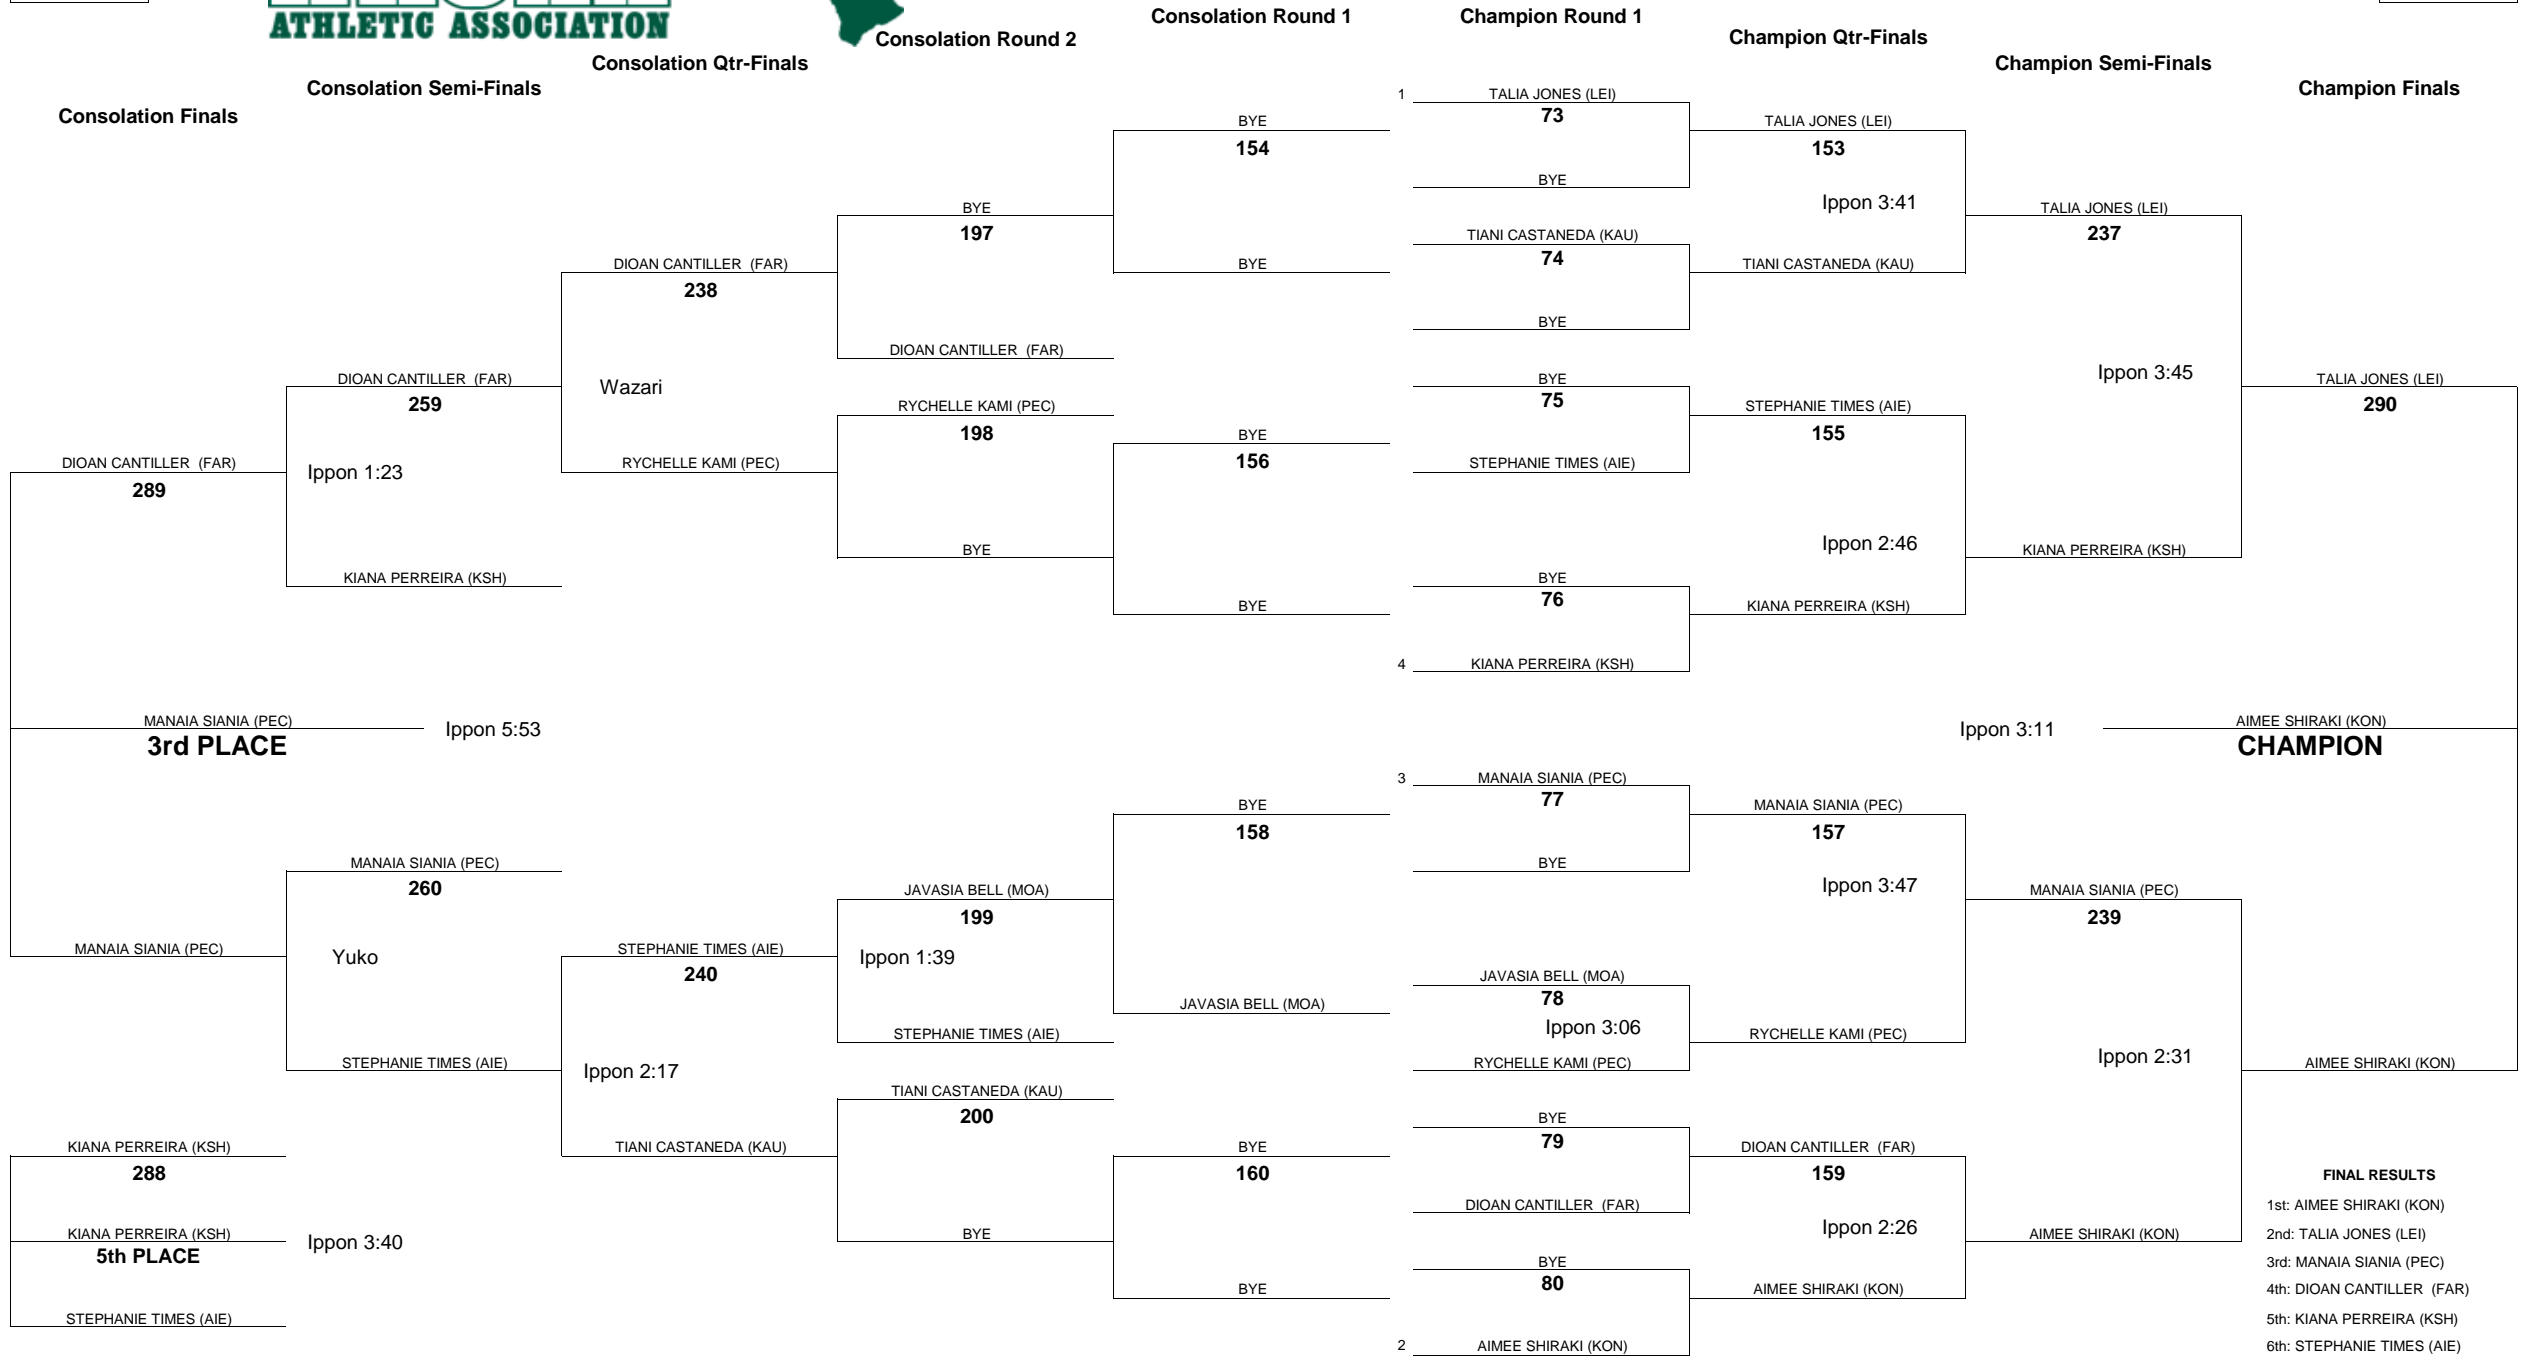 ATHLETIC ASSOCIATION
Consolation Round 1
Champion Round 1
Consolation Round 2
Champion Qtr-Finals
Consolation Qtr-Finals
Champion Semi-Finals
Consolation Semi-Finals
Champion Finals
Consolation Finals
1 TALIA JONES (LEI)
73
BYE
TIANI CASTANEDA (KAU)
74
BYE
BYE
75
STEPHANIE TIMES (AIE)
BYE
76
4 KIANA PERREIRA (KSH)
3 MANAIA SIANIA (PEC)
77
BYE
JAVASIA BELL (MOA)
78
Ippon 3:06
RYCHELLE KAMI (PEC)
BYE
79
DIOAN CANTILLER (FAR)
BYE
80
2 AIMEE SHIRAKI (KON)
TALIA JONES (LEI)
153
Ippon 3:41
TIANI CASTANEDA (KAU)
STEPHANIE TIMES (AIE)
155
Ippon 2:46
KIANA PERREIRA (KSH)
MANAIA SIANIA (PEC)
157
Ippon 3:47
RYCHELLE KAMI (PEC)
DIOAN CANTILLER (FAR)
159
Ippon 2:26
AIMEE SHIRAKI (KON)
TALIA JONES (LEI)
237
Ippon 3:45
KIANA PERREIRA (KSH)
MANAIA SIANIA (PEC)
239
Ippon 2:31
AIMEE SHIRAKI (KON)
TALIA JONES (LEI)
290
Ippon 3:11
AIMEE SHIRAKI (KON)
CHAMPION
AIMEE SHIRAKI (KON)
BYE
154
BYE
BYE
156
BYE
BYE
158
JAVASIA BELL (MOA)
BYE
160
BYE
BYE
197
DIOAN CANTILLER (FAR)
RYCHELLE KAMI (PEC)
198
BYE
JAVASIA BELL (MOA)
199
Ippon 1:39
STEPHANIE TIMES (AIE)
TIANI CASTANEDA (KAU)
200
BYE
DIOAN CANTILLER (FAR)
238
Wazari
RYCHELLE KAMI (PEC)
STEPHANIE TIMES (AIE)
240
Ippon 2:17
TIANI CASTANEDA (KAU)
DIOAN CANTILLER (FAR)
259
Ippon 1:23
KIANA PERREIRA (KSH)
MANAIA SIANIA (PEC)
260
Yuko
STEPHANIE TIMES (AIE)
DIOAN CANTILLER (FAR)
289
MANAIA SIANIA (PEC)
3rd PLACE
Ippon 5:53
MANAIA SIANIA (PEC)
KIANA PERREIRA (KSH)
288
KIANA PERREIRA (KSH)
5th PLACE
Ippon 3:40
STEPHANIE TIMES (AIE)
FINAL RESULTS
1st: AIMEE SHIRAKI (KON)
2nd: TALIA JONES (LEI)
3rd: MANAIA SIANIA (PEC)
4th: DIOAN CANTILLER (FAR)
5th: KIANA PERREIRA (KSH)
6th: STEPHANIE TIMES (AIE)